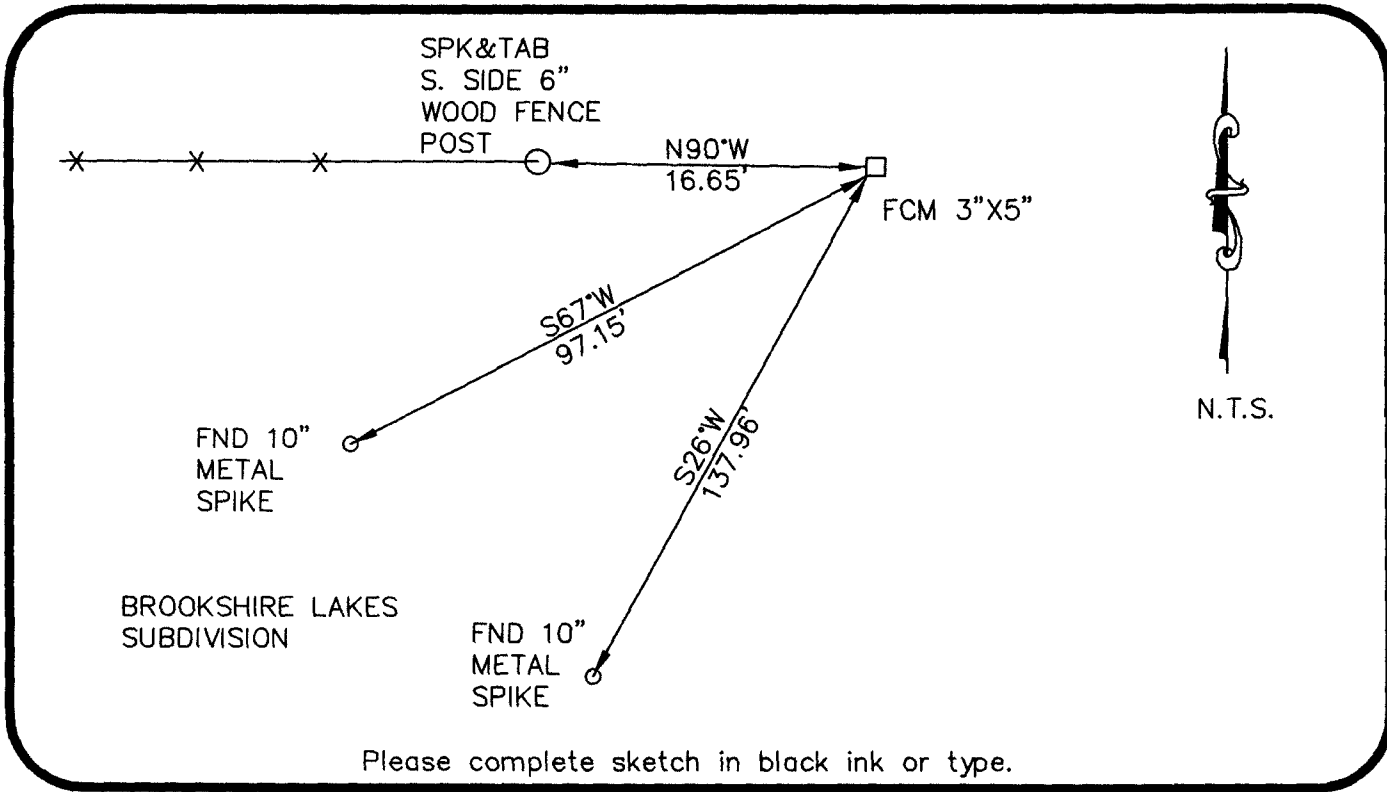 SPK&TAB
S. SIDE 6"
WOOD FENCE
POST
N90°W
16.65'
FCM 3"X5"
S67°W
97.15'
S26°W
137.96'
N.T.S.
FND 10"
METAL
SPIKE
BROOKSHIRE LAKES
SUBDIVISION
FND 10"
METAL
SPIKE
Please complete sketch in black ink or type.